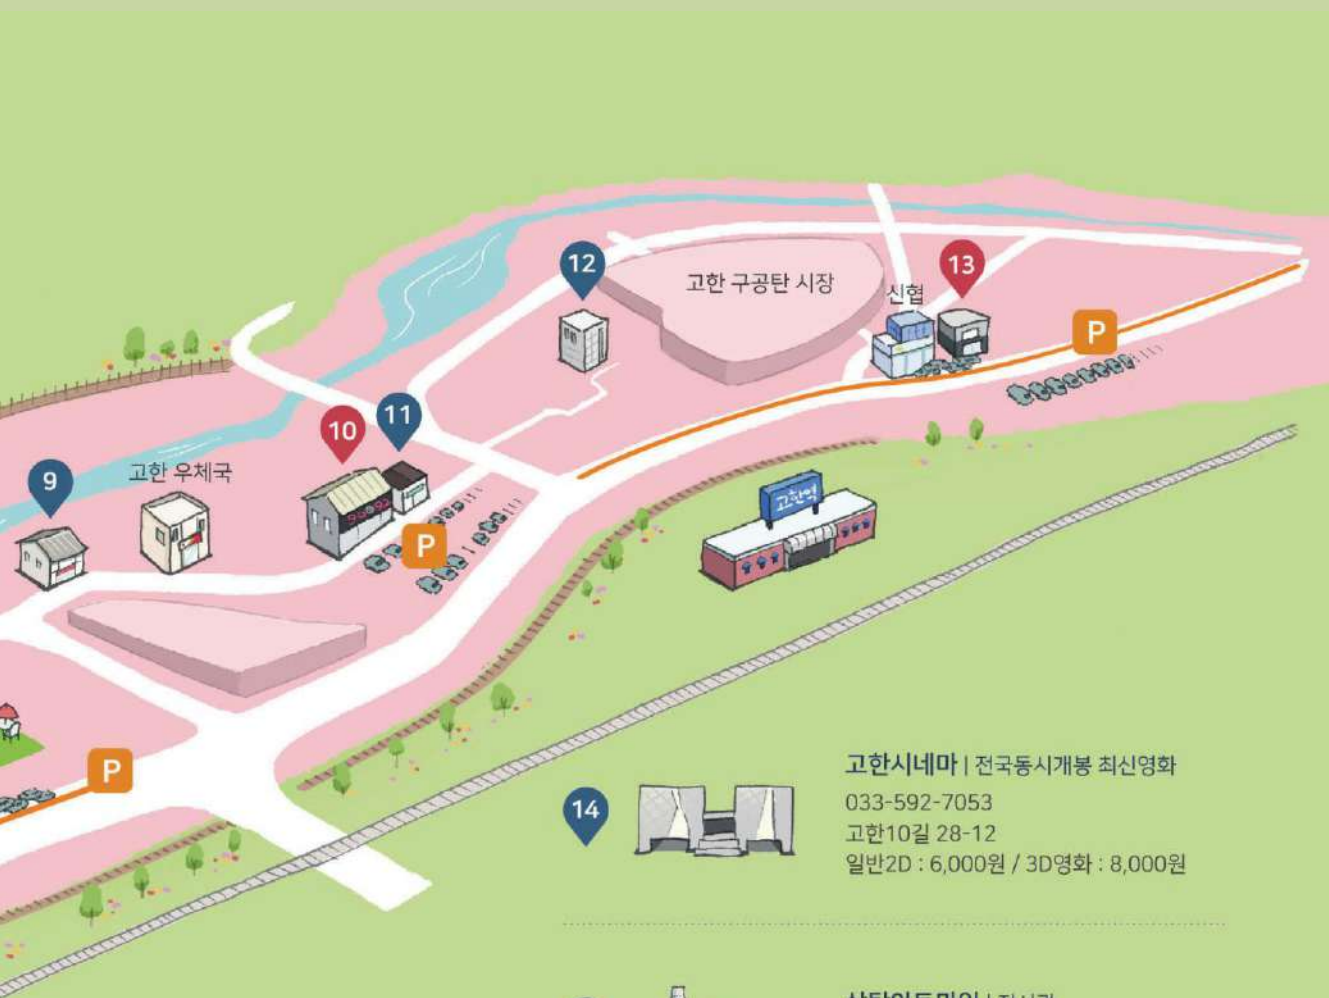 12
고한 구공탄 시장
13
신협
P
11
10
9
고한 우체국
고한역
P
P
14
고한시네마 | 전국동시개봉 최신영화
033-592-7053
고한10길 28-12
일반2D : 6,000원 / 3D영화 : 8,000원